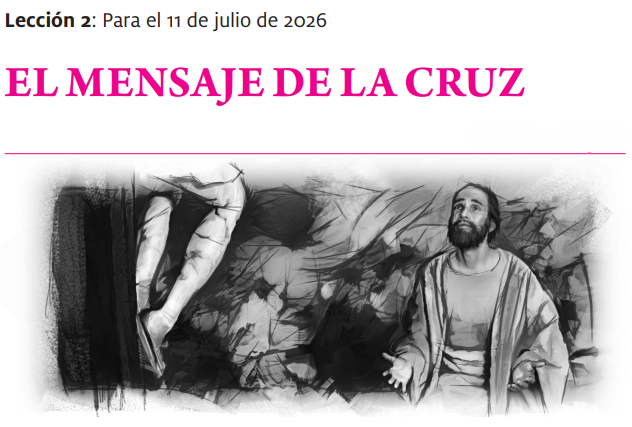 Lección 2: Para el 11 de julio de 2026
EL MENSAJE DE LA CRUZ